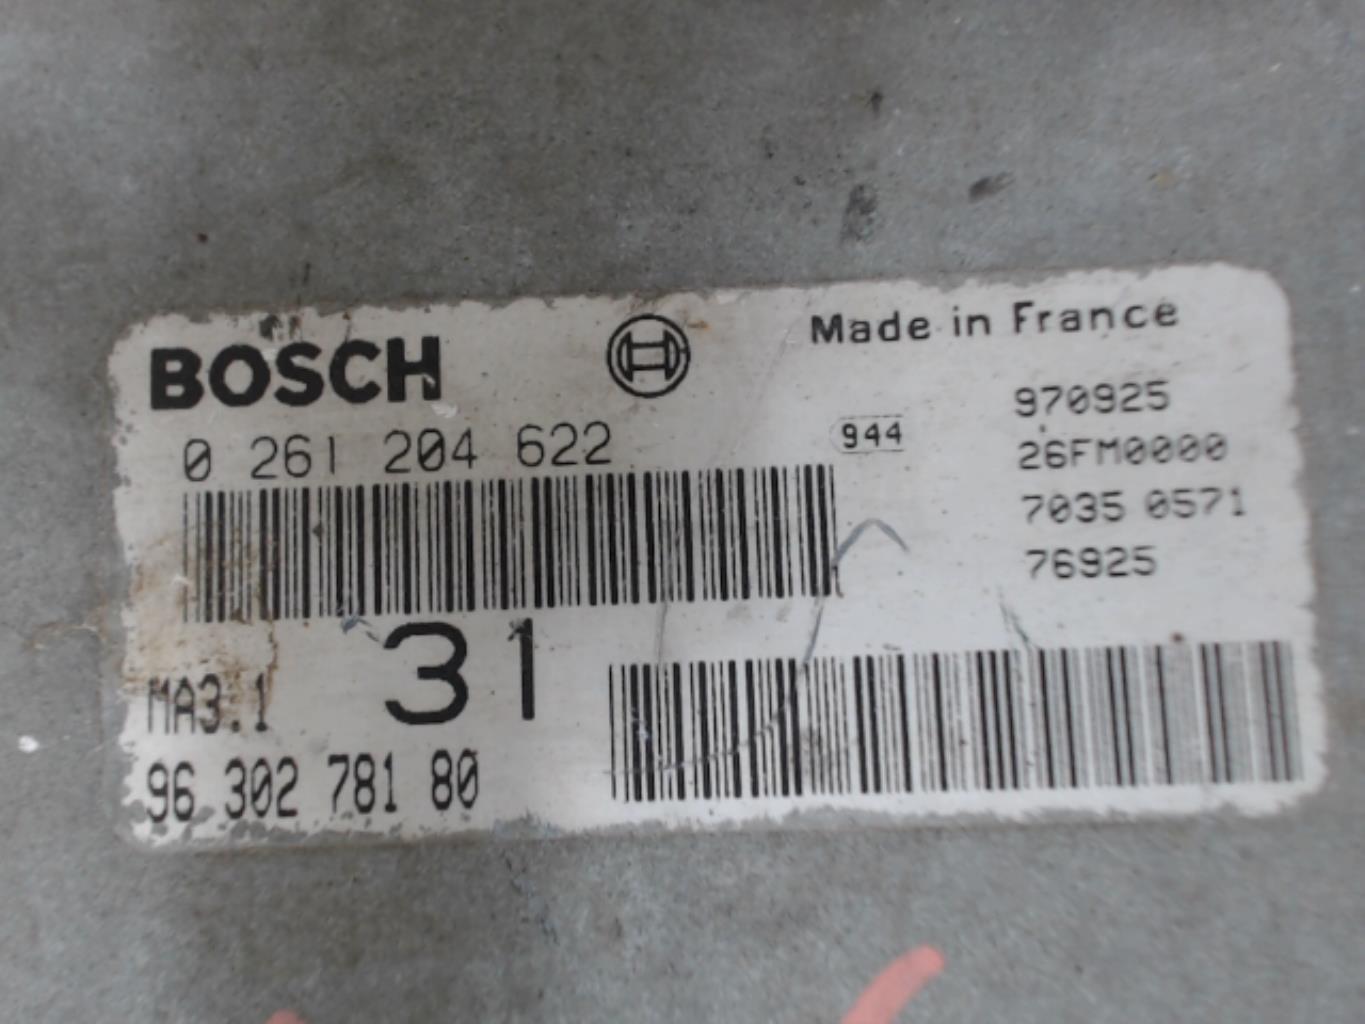 BOSCH
Made in France
0 261 204 622
944
970925
26FM0000
7035 0571
76925
31
MA3.1
96 302 781 80